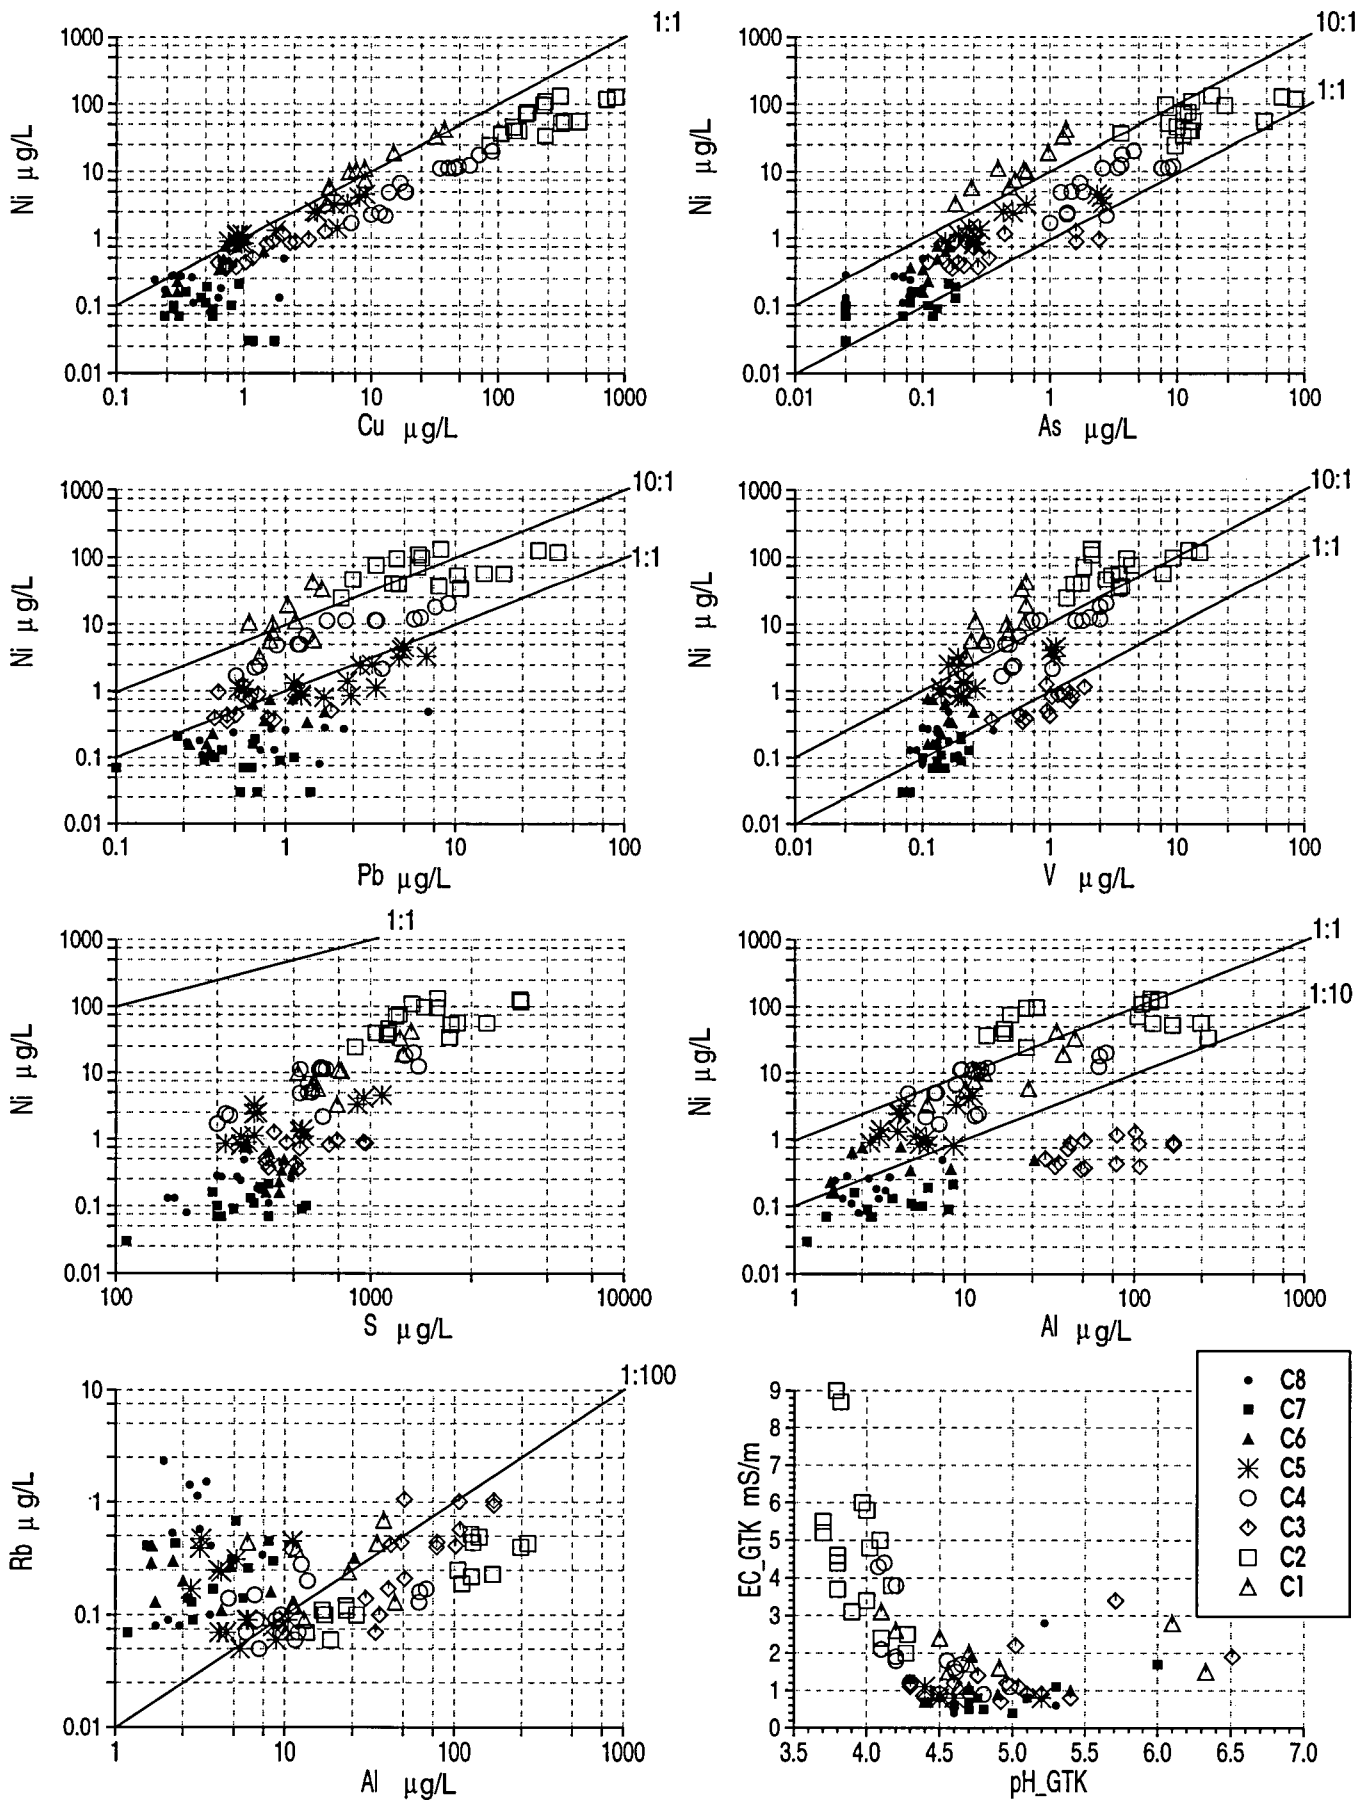 1:1
1000
100
10
1
0.1
0.01
Ni µg/L
0.1 1 10 100 1000
Cu µg/L
10:1
1:1
1000
100
10
1
0.1
0.01
Ni µg/L
0.01 0.1 1 10 100
As µg/L
10:1
1:1
1000
100
10
1
0.1
0.01
Ni µg/L
0.1 1 10 100
Pb µg/L
10:1
1:1
1000
100
10
1
0.1
0.01
Ni µg/L
0.01 0.1 1 10 100
V µg/L
1:1
1000
100
10
1
0.1
0.01
Ni µg/L
100 1000 10000
S µg/L
1:1
1:10
1000
100
10
1
0.1
0.01
Ni µg/L
1 10 100 1000
Al µg/L
1:100
10
1
0.1
0.01
Rb µg/L
1 10 100 1000
Al µg/L
9
8
7
6
5
4
3
2
1
0
EC_GTK mS/m
3.5 4.0 4.5 5.0 5.5 6.0 6.5 7.0
pH_GTK
C8
C7
C6
C5
C4
C3
C2
C1